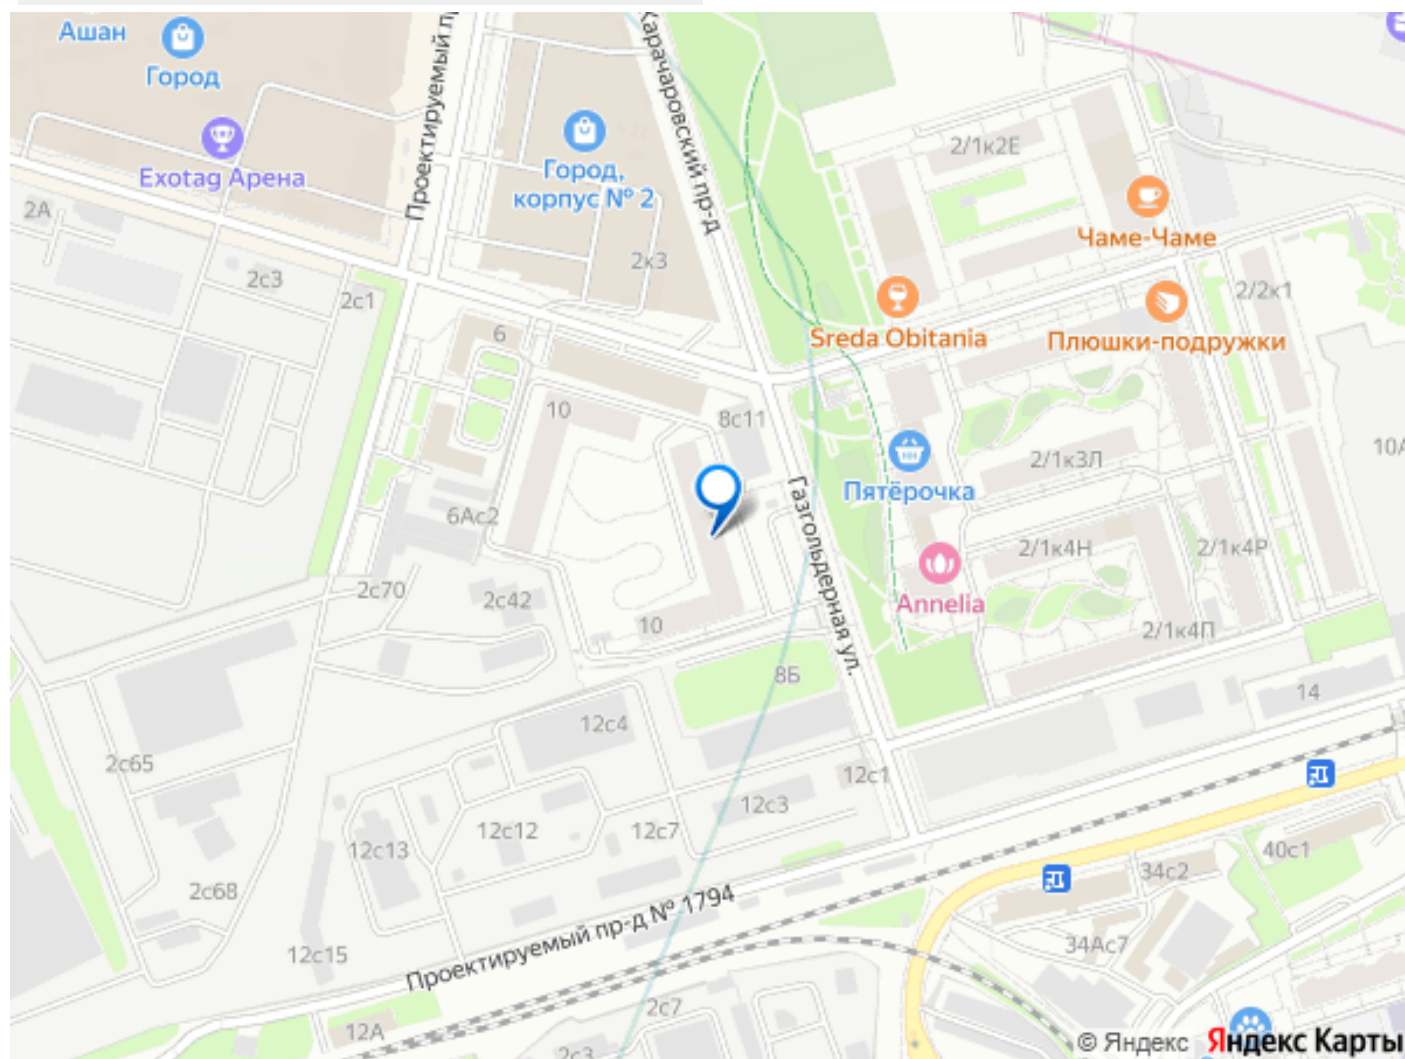 Ашан
Город
Проектируемый пр
Карачаровский пр-д
Exotag Арена
Город,
корпус № 2
2/1к2Е
Чаме-Чаме
2А
2с3
2с1
2к3
Sreda Obitania
2/2к1
Плюшки-подружки
6
10
8с11
10А
2/1к3Л
Пятёрочка
Газгольдерная ул.
6Ас2
2/1к4Н
2/1к4Р
2с70
2с42
Annelia
10
2/1к4П
8Б
14
12с4
2с65
12с1
12с3
12с12
12с7
12с13
40с1
34с2
2с68
Проектируемый пр-д № 1794
34Ас7
12с15
2с7
12А
2с3
© Яндекс Яндекс Карты